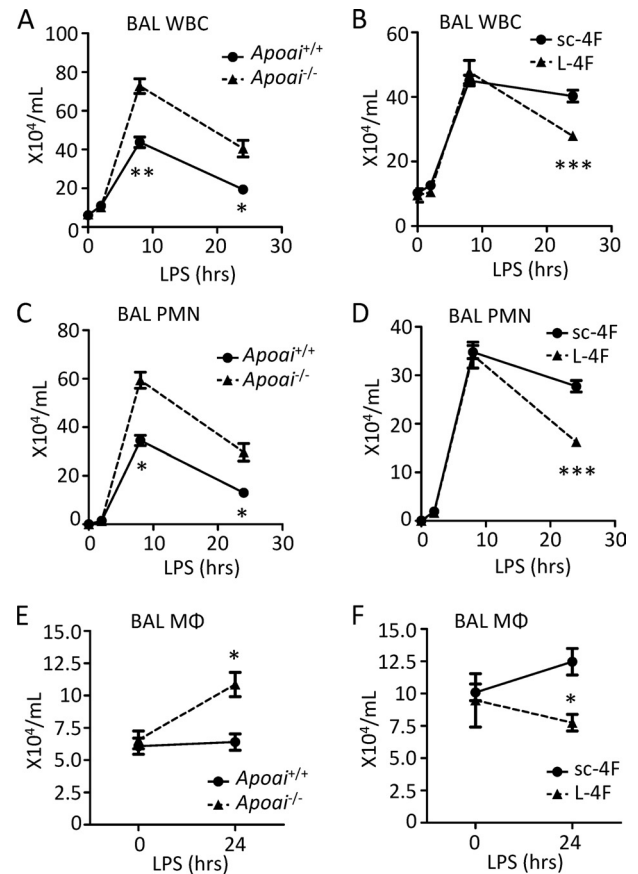 A BAL WBC
Apoai+/+
Apoai-/-
X10⁴/mL
100
80
60
40
20
0
**
*
0 10 20 30
LPS (hrs)
B BAL WBC
sc-4F
L-4F
X10⁴/mL
60
40
20
0
***
0 10 20 30
LPS (hrs)
C BAL PMN
Apoai+/+
Apoai-/-
X10⁴/mL
80
60
40
20
0
*
*
0 10 20 30
LPS (hrs)
D BAL PMN
sc-4F
L-4F
X10⁴/mL
40
30
20
10
0
***
0 10 20 30
LPS (hrs)
E BAL MΦ
X10⁴/mL
15.0
12.5
10.0
7.5
5.0
2.5
0
*
Apoai+/+
Apoai-/-
0 24
LPS (hrs)
F BAL MΦ
X10⁴/mL
15.0
12.5
10.0
7.5
5.0
2.5
0
*
sc-4F
L-4F
0 24
LPS (hrs)